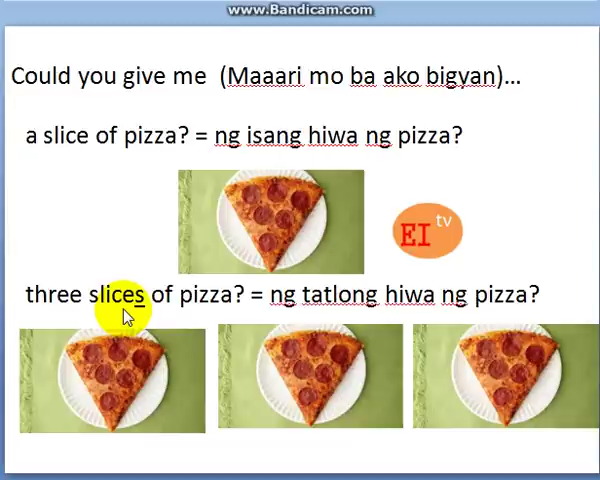 www.Bandicam.com
Could you give me (Maaari mo ba ako bigyan)...
a slice of pizza? = ng isang hiwa ng pizza?
EI tv
three slices of pizza? = ng tatlong hiwa ng pizza?